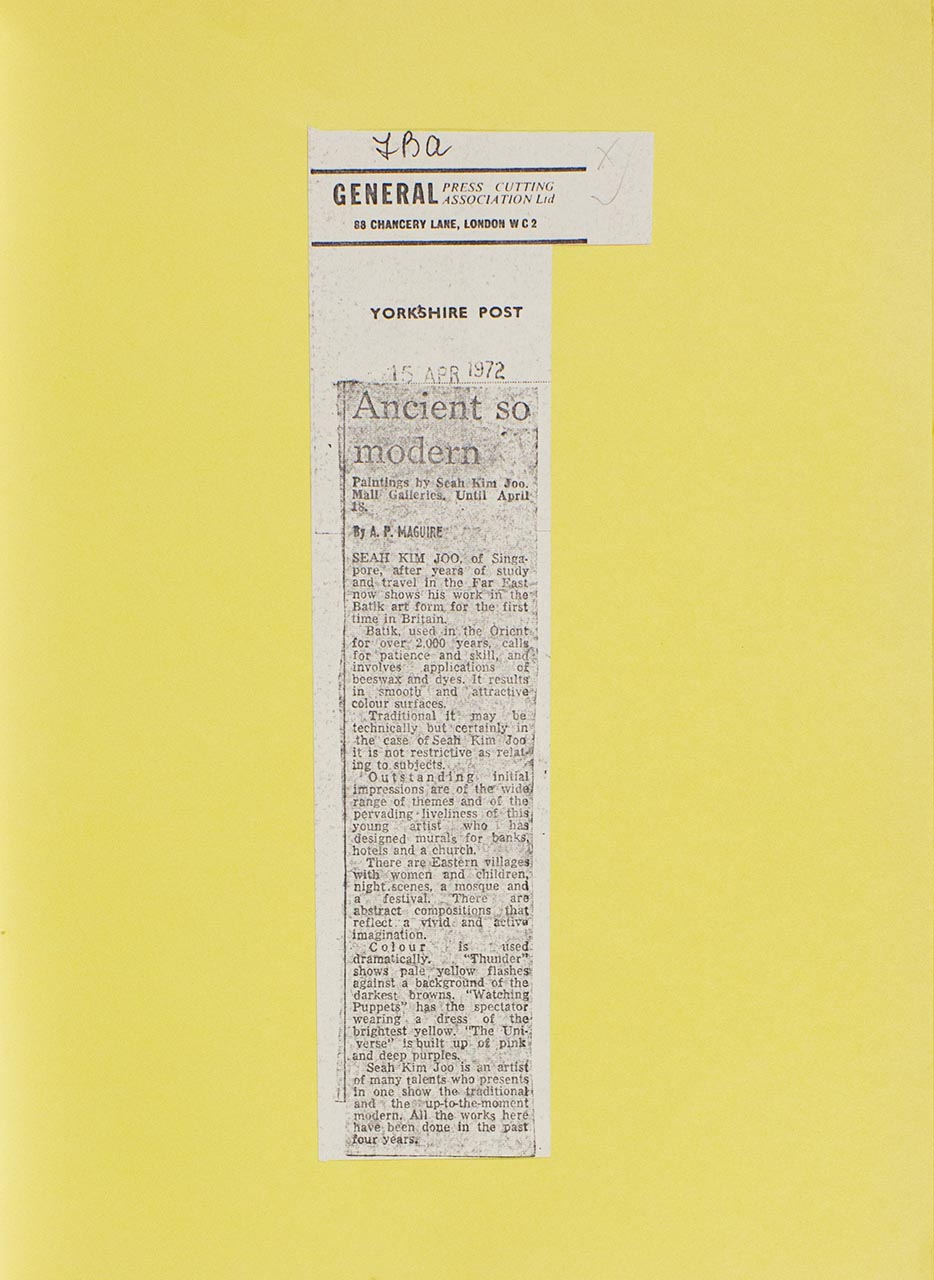 FBA
GENERAL PRESS CUTTING
ASSOCIATION Ltd
88 CHANCERY LANE, LONDON W C 2
YORKSHIRE POST
15 APR 1972
Ancient so
modern
Paintings by Seah Kim Joo.
Mall Galleries. Until April
18.
By A. P. MAGUIRE
SEAH KIM JOO, of Singa-
pore, after years of study
and travel in the Far East
now shows his work in the
Batik art form for the first
time in Britain.
Batik, used in the Orient
for over 2,000 years, calls
for patience and skill, and
involves applications of
beeswax and dyes. It results
in smooth and attractive
colour surfaces.
Traditional it may be
technically but certainly in
the case of Seah Kim Joo
it is not restrictive as relat-
ing to subjects.
Outstanding initial
impressions are of the wide
range of themes and of the
pervading liveliness of this
young artist who has
designed murals for banks,
hotels and a church.
There are Eastern villages
with women and children,
night scenes, a mosque and
a festival. There are
abstract compositions that
reflect a vivid and active
imagination.
Colour is used
dramatically. "Thunder"
shows pale yellow flashes
against a background of the
darkest browns. "Watching
Puppets" has the spectator
wearing a dress of the
brightest yellow. "The Uni-
verse" is built up of pink
and deep purples.
Seah Kim Joo is an artist
of many talents who presents
in one show the traditional
and the up-to-the-moment
modern. All the works here
have been done in the past
four years.